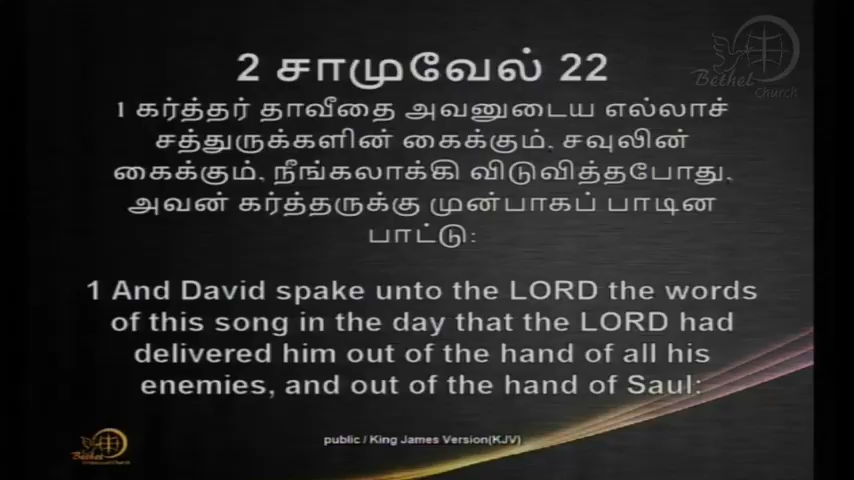 Bethel
Church
2 சாமுவேல் 22
1 கர்த்தர் தாவீதை அவனுடைய எல்லாச்
சத்துருக்களின் கைக்கும், சவுலின்
கைக்கும், நீங்கலாக்கி விடுவித்தபோது,
அவன் கர்த்தருக்கு முன்பாகப் பாடின
பாட்டு:
1 And David spake unto the LORD the words
of this song in the day that the LORD had
delivered him out of the hand of all his
enemies, and out of the hand of Saul:
public / King James Version(KJV)
Bethel